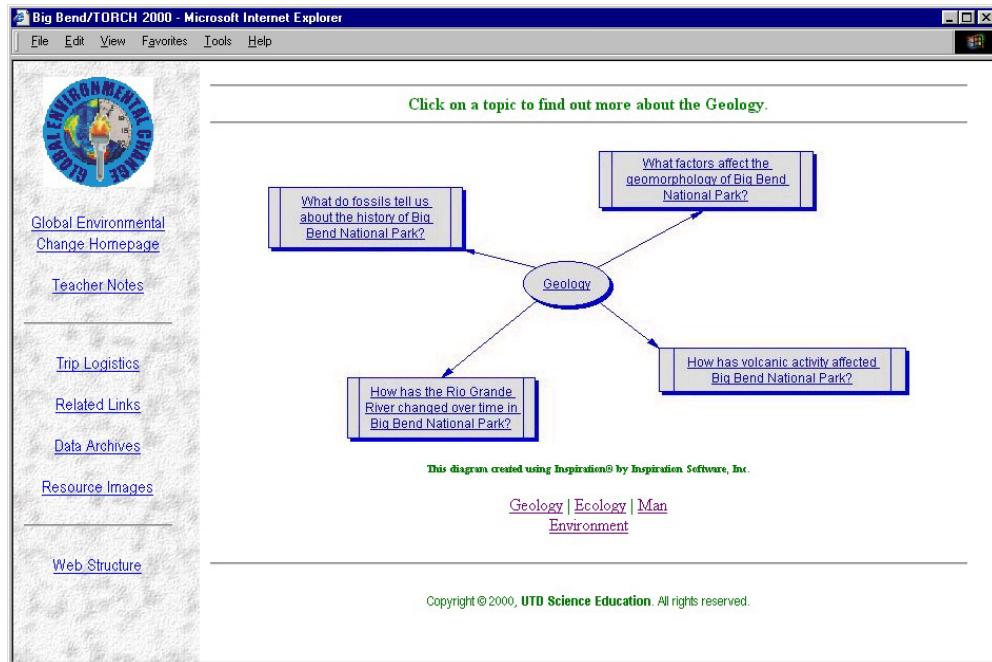 Big Bend/TORCH 2000 - Microsoft Internet Explorer
File Edit View Favorites Tools Help
GLOBAL ENVIRONMENTAL CHANGE
Global Environmental
Change Homepage
Teacher Notes
Trip Logistics
Related Links
Data Archives
Resource Images
Web Structure
Click on a topic to find out more about the Geology.
What do fossils tell us
about the history of Big
Bend National Park?
What factors affect the
geomorphology of Big Bend
National Park?
Geology
How has the Rio Grande
River changed over time in
Big Bend National Park?
How has volcanic activity affected
Big Bend National Park?
This diagram created using Inspiration® by Inspiration Software, Inc.
Geology | Ecology | Man
Environment
Copyright © 2000, UTD Science Education. All rights reserved.